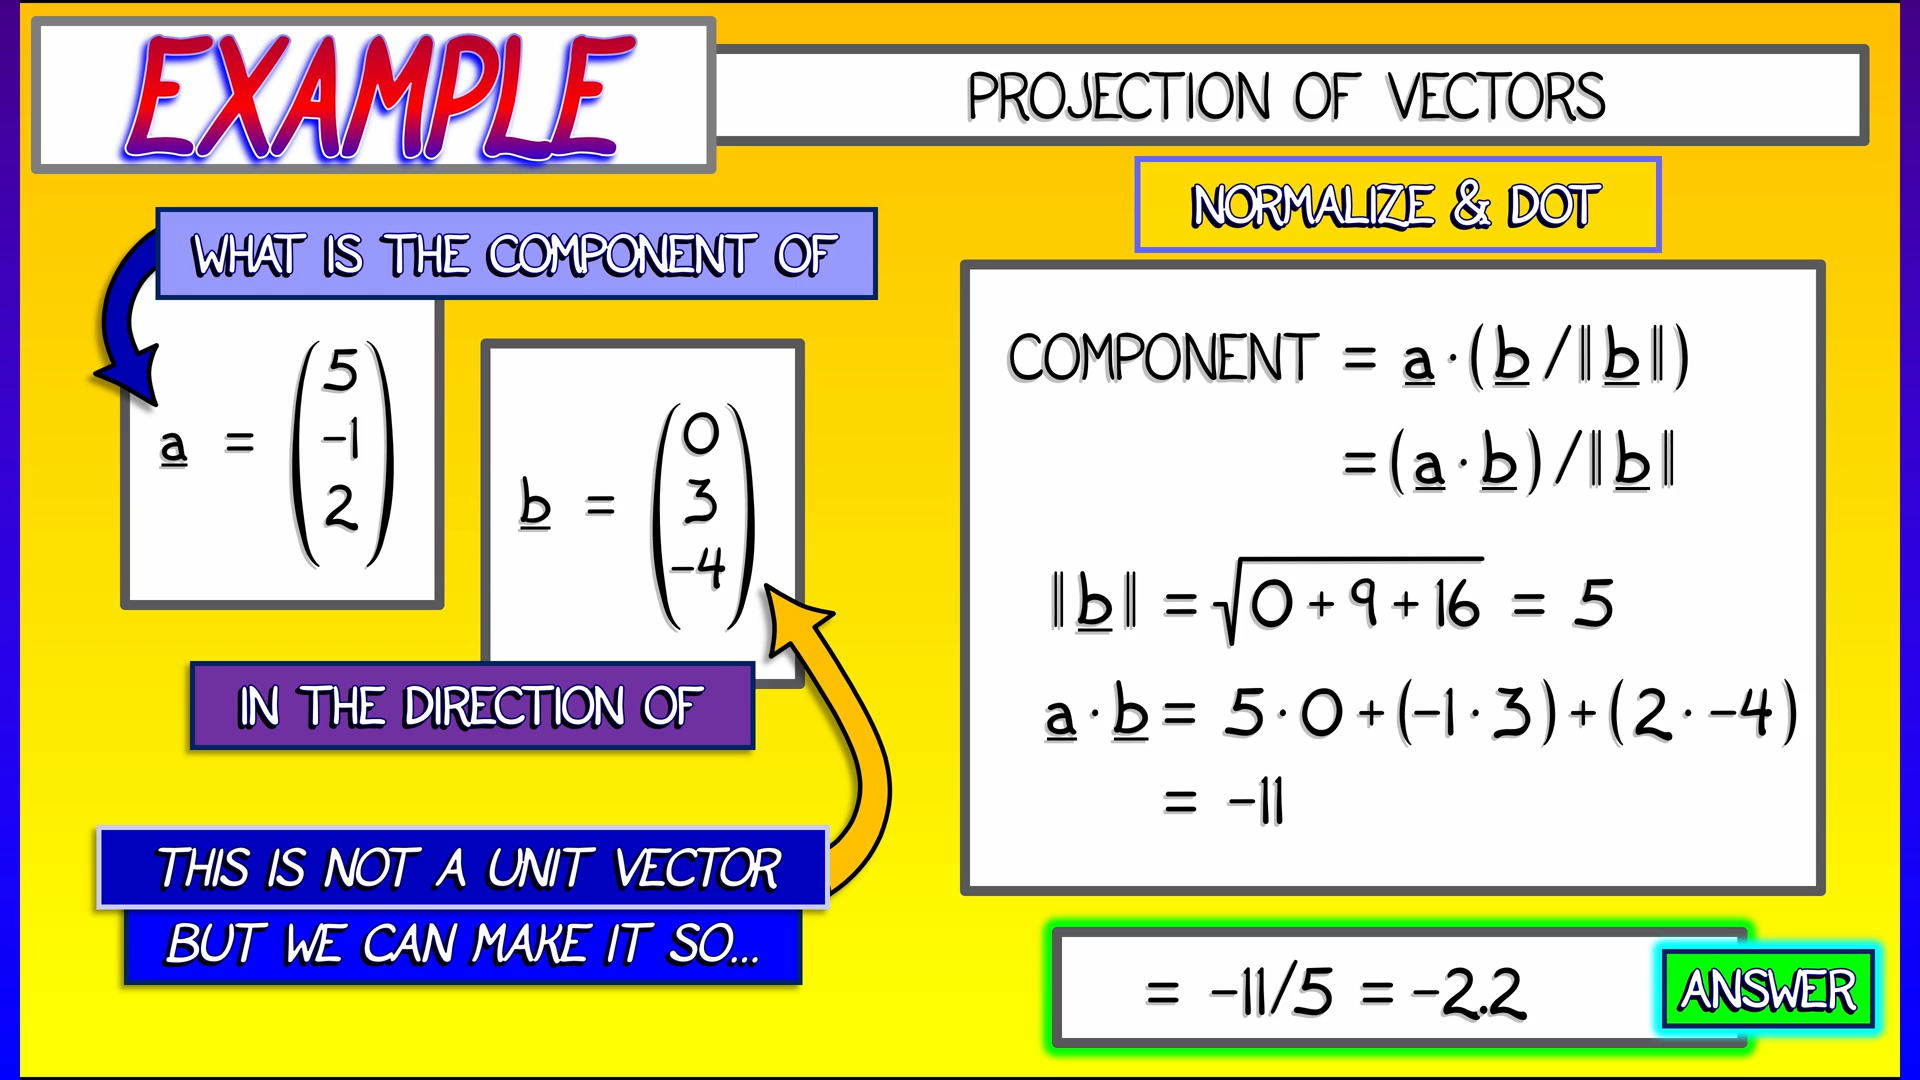 EXAMPLE
PROJECTION OF VECTORS
WHAT IS THE COMPONENT OF
a = (5
-1
2)
b = (0
3
-4)
IN THE DIRECTION OF
THIS IS NOT A UNIT VECTOR
BUT WE CAN MAKE IT SO...
NORMALIZE & DOT
COMPONENT = a·(b/‖b‖)
=(a·b)/‖b‖
‖b‖ = √0+9+16 = 5
a·b = 5·0+(-1·3)+(2·-4)
= -11
= -11/5 = -2.2
ANSWER